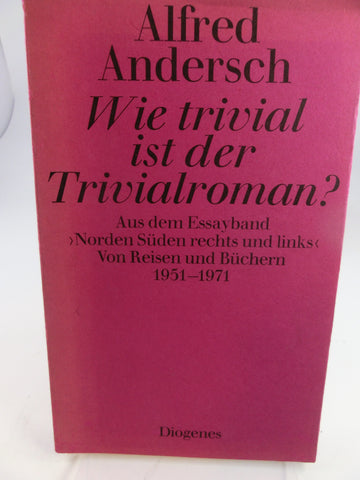 Alfred
Andersch
Wie trivial
ist der
Trivialroman?
Aus dem Essayband
›Norden Süden rechts und links‹
Von Reisen und Büchern
1951–1971
Diogenes